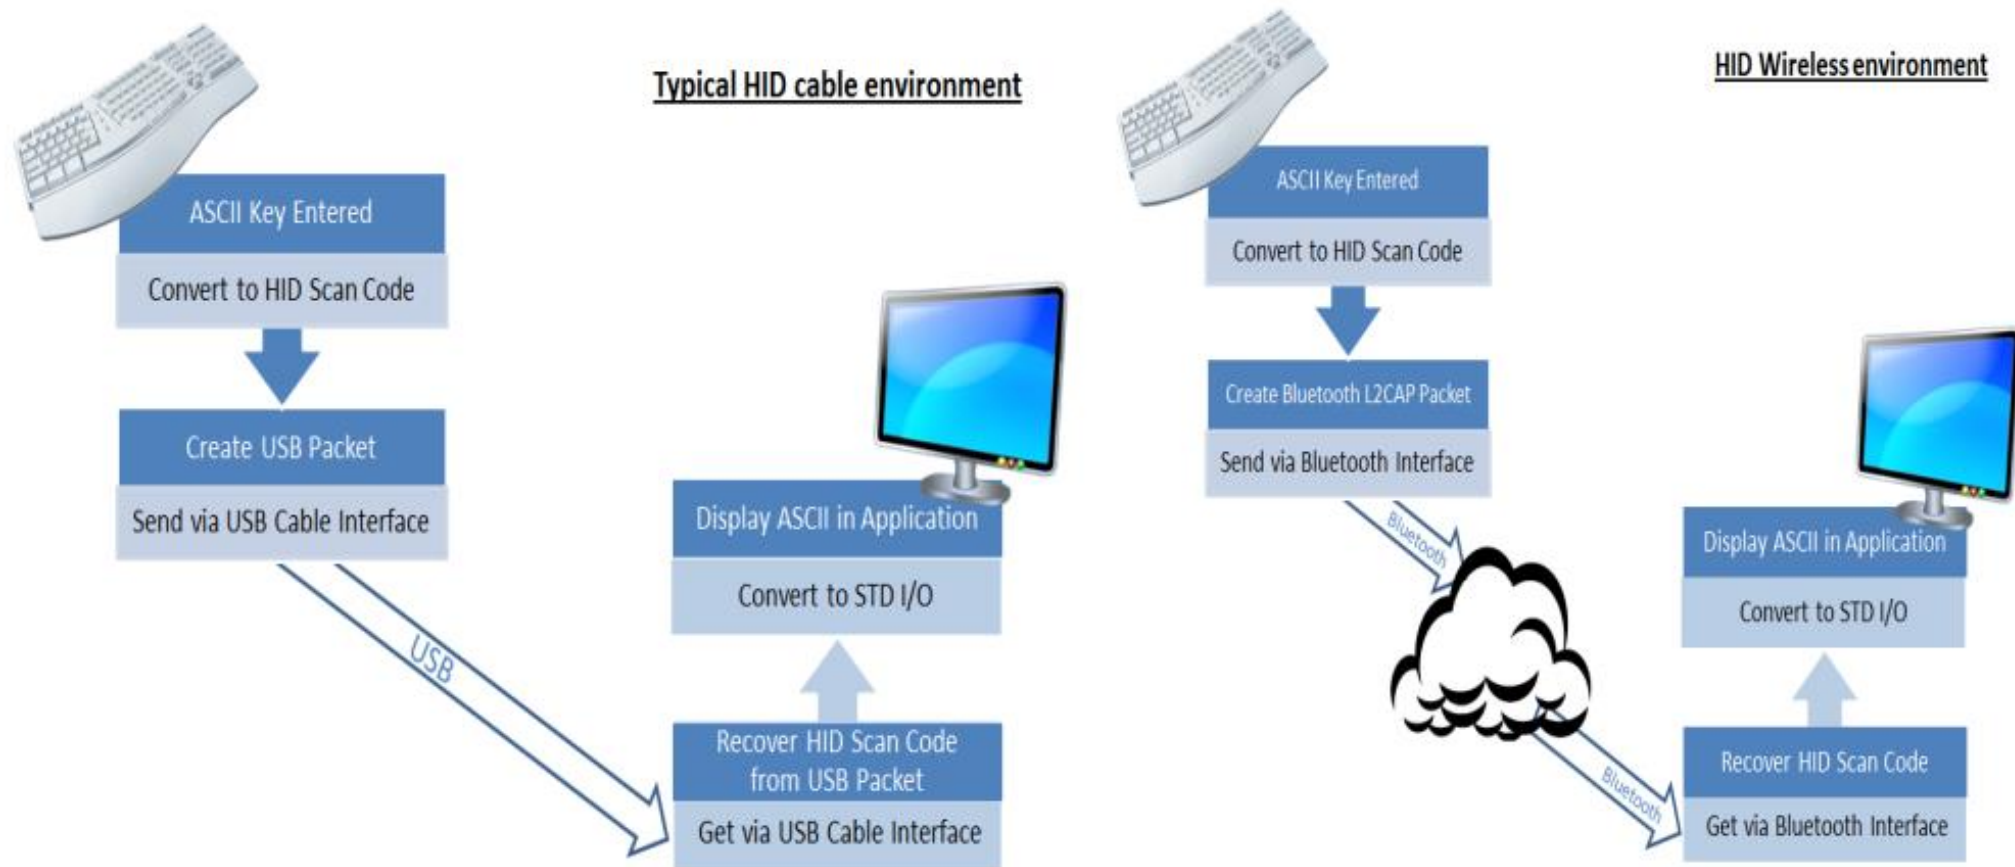 Typical HID cable environment
ASCII Key Entered
Convert to HID Scan Code
Create USB Packet
Send via USB Cable Interface
USB
Display ASCII in Application
Convert to STD I/O
Recover HID Scan Code
from USB Packet
Get via USB Cable Interface
HID Wireless environment
ASCII Key Entered
Convert to HID Scan Code
Create Bluetooth L2CAP Packet
Send via Bluetooth Interface
Bluetooth
Bluetooth
Display ASCII in Application
Convert to STD I/O
Recover HID Scan Code
Get via Bluetooth Interface